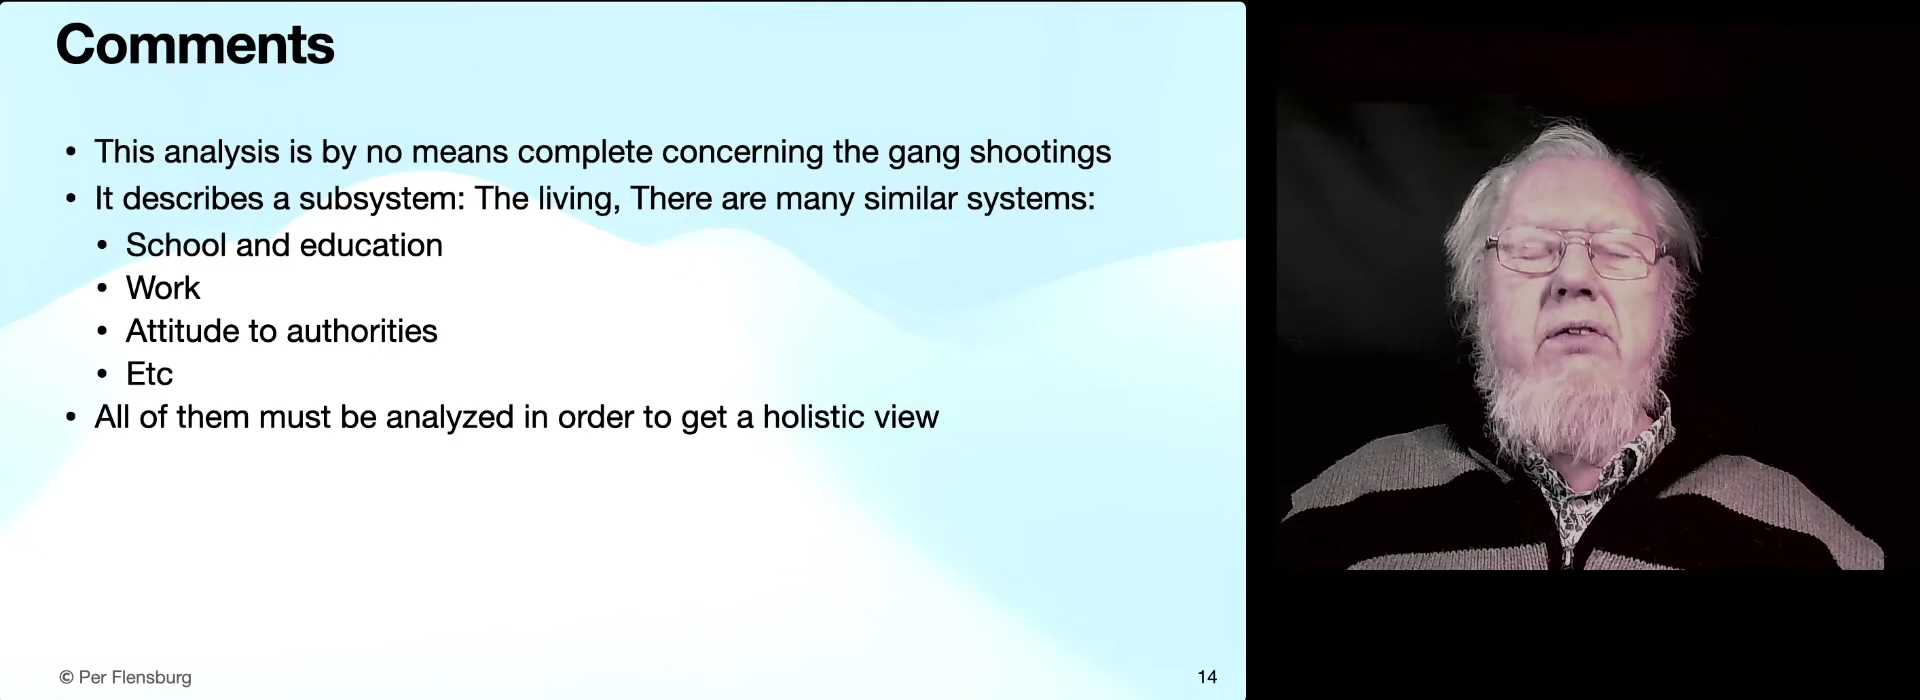 Comments
• This analysis is by no means complete concerning the gang shootings
• It describes a subsystem: The living, There are many similar systems:
• School and education
• Work
• Attitude to authorities
• Etc
• All of them must be analyzed in order to get a holistic view
© Per Flensburg
14